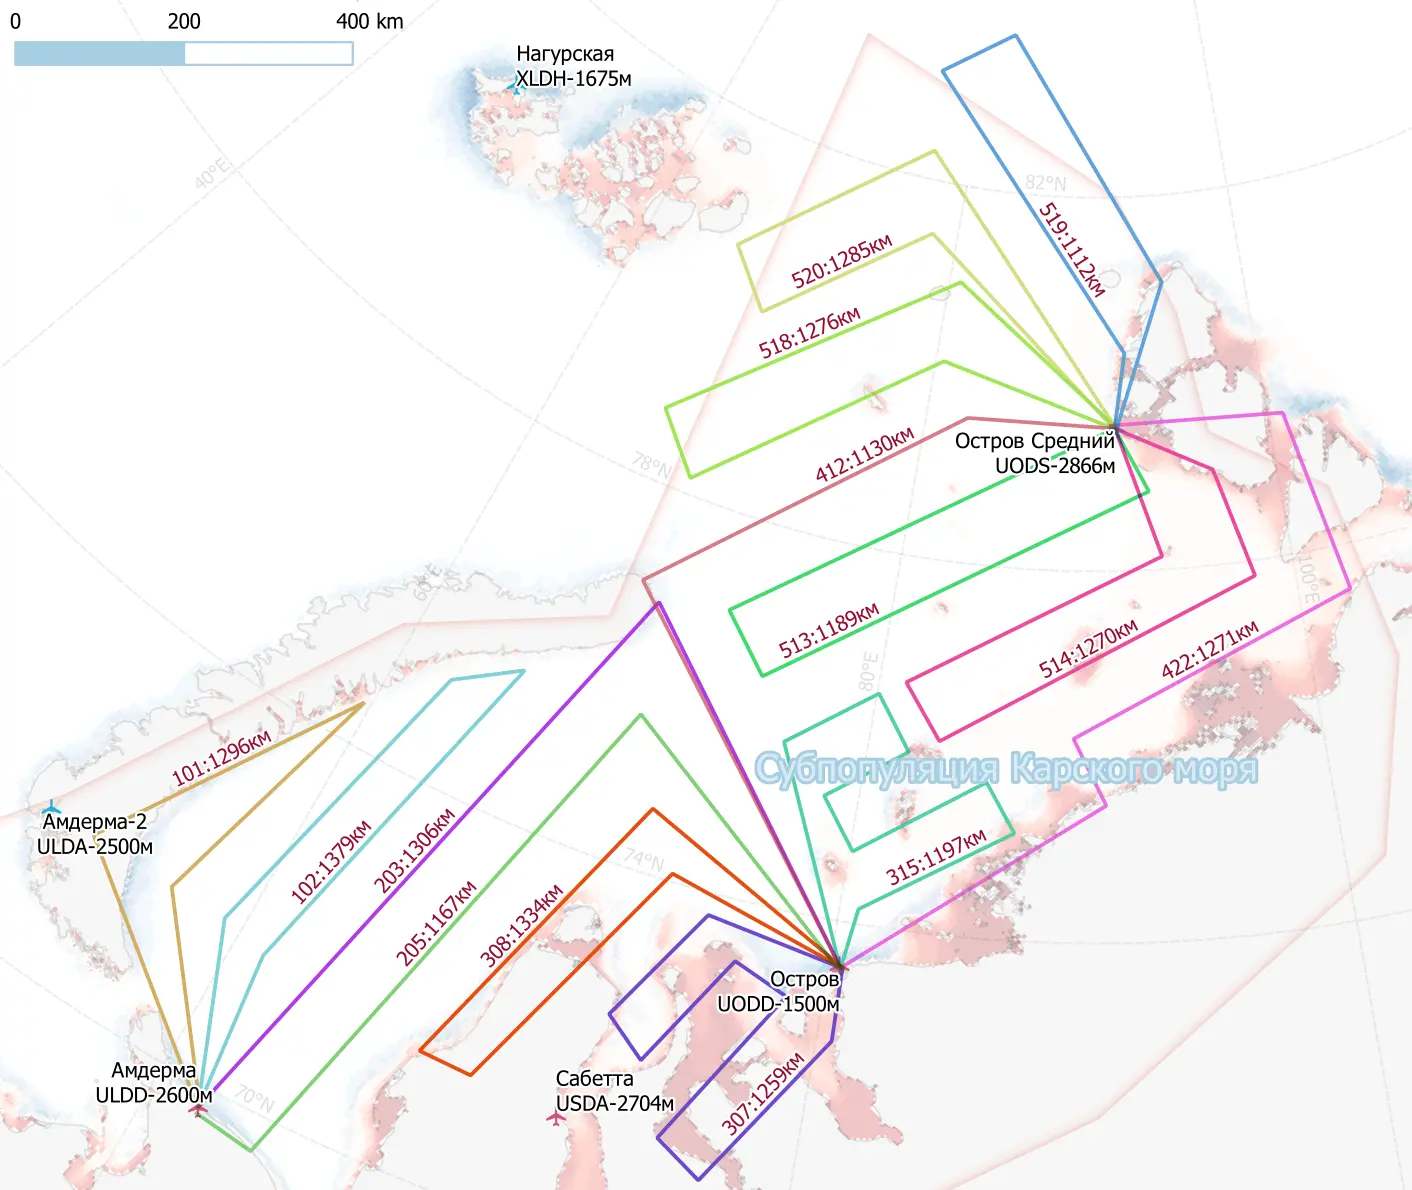 0 200 400 km
Нагурская
XLDH-1675м
40°E
82°N
519:1112км
520:1285км
518:1276км
412:1130км
Остров Средний
UODS-2866м
78°N
60°E
100°E
513:1189км
514:1270км
422:1271км
80°E
101:1296км
Субпопуляция Карского моря
Амдерма-2
ULDA-2500м
102:1379км
203:1306км
74°N
315:1197км
205:1167км
308:1334км
Остров
UODD-1500м
Амдерма
ULDD-2600м
70°N
Сабетта
USDA-2704м
307:1259км